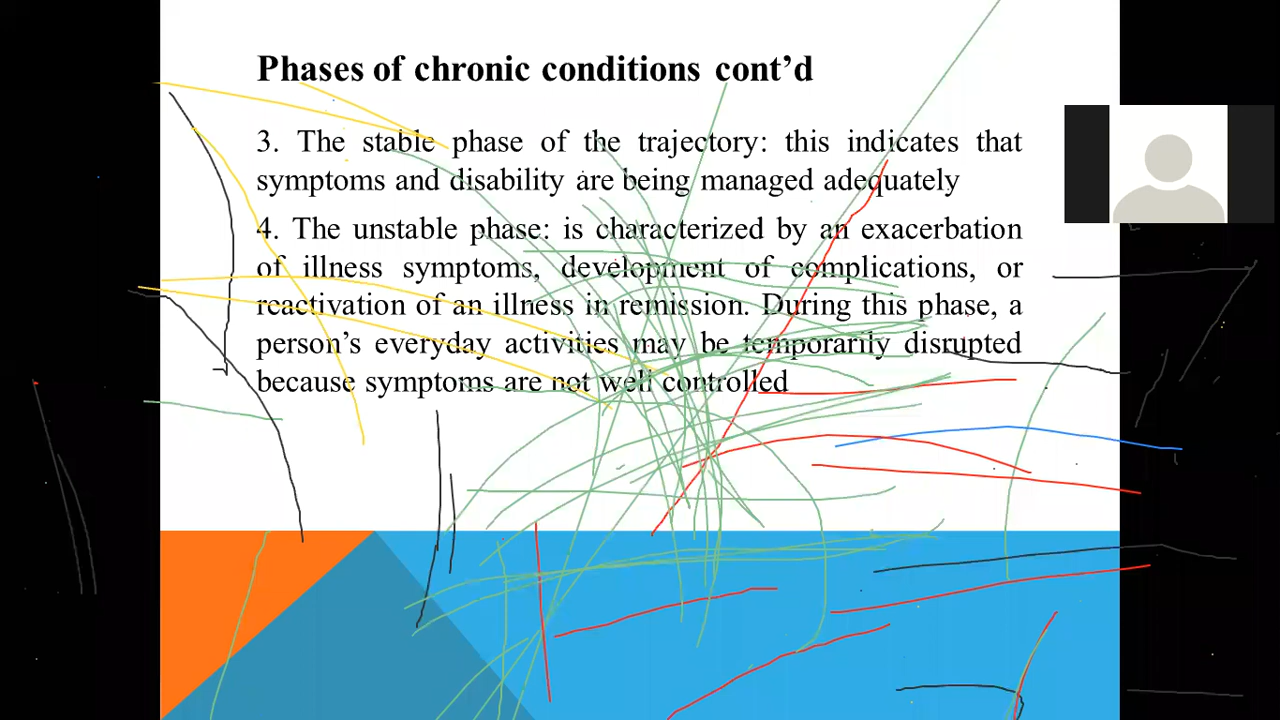 Phases of chronic conditions cont’d
3. The stable phase of the trajectory: this indicates that
symptoms and disability are being managed adequately
4. The unstable phase: is characterized by an exacerbation
of illness symptoms, development of complications, or
reactivation of an illness in remission. During this phase, a
person’s everyday activities may be temporarily disrupted
because symptoms are not well controlled